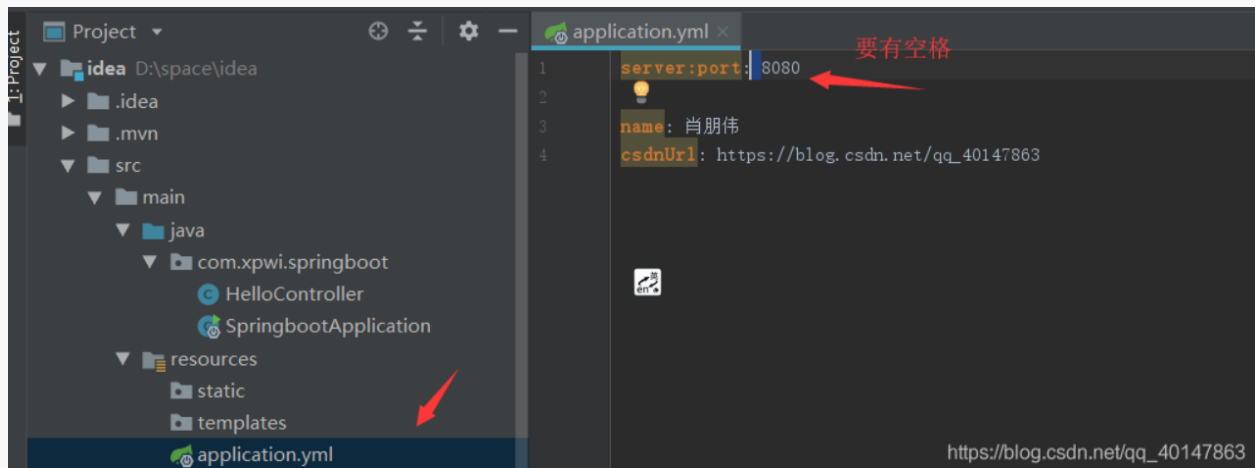 1: Project
Project
idea D:\space\idea
.idea
.mvn
src
main
java
com.xpwi.springboot
HelloController
SpringbootApplication
resources
static
templates
application.yml
application.yml
要有空格
1 server:port: 8080
2
3 name: 肖朋伟
4 csdnUrl: https://blog.csdn.net/qq_40147863
英
en
https://blog.csdn.net/qq_40147863